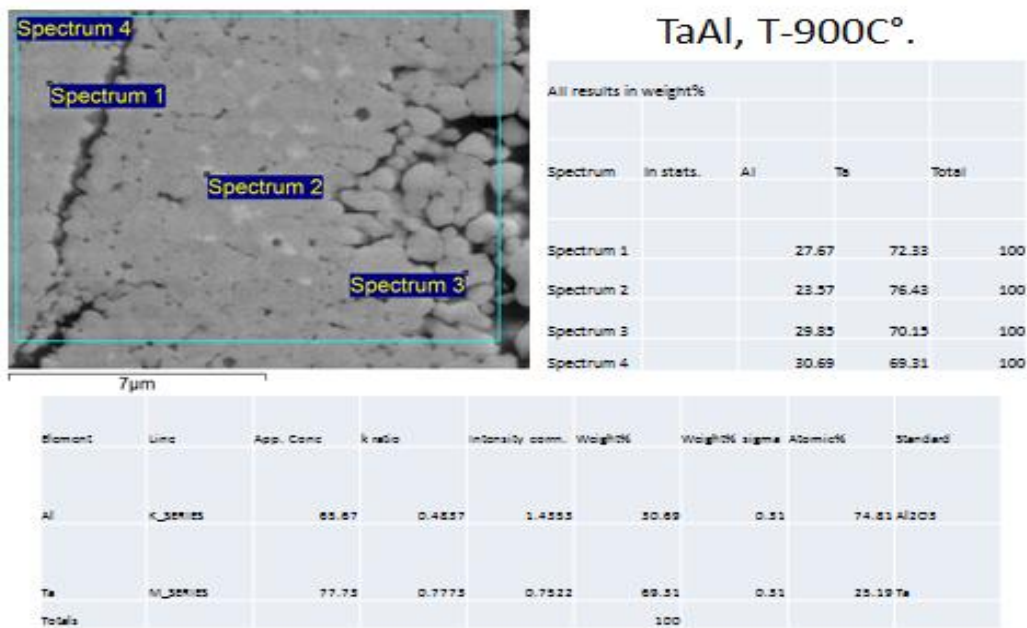 Spectrum 4
Spectrum 1
Spectrum 2
Spectrum 3
7µm
TaAl, T-900C°.
All results in weight%
Spectrum In stats. Al Ta Total
Spectrum 1 27.67 72.33 100
Spectrum 2 23.57 76.43 100
Spectrum 3 29.85 70.15 100
Spectrum 4 30.69 69.31 100
Element Line App. Conc k ratio Intensity corrn. Weight% Weight% sigma Atomic% Standard
Al K_SERIES 65.67 0.4837 1.4353 30.69 0.31 74.81 Al2O3
Ta M_SERIES 77.73 0.7773 0.7522 69.31 0.31 25.19 Ta
Totals 100